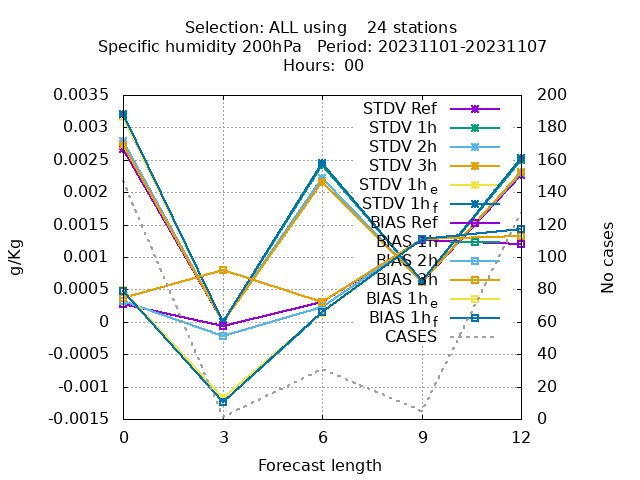 Selection: ALL using 24 stations
Specific humidity 200hPa Period: 20231101-20231107
Hours: 00
0.0035
0.003
0.0025
0.002
0.0015
0.001
0.0005
0
-0.0005
-0.001
-0.0015
g/Kg
STDV Ref
STDV 1h
STDV 2h
STDV 3h
STDV 1h e
STDV 1h f
BIAS Ref
BIAS 1h
BIAS 2h
BIAS 3h
BIAS 1h e
BIAS 1h f
CASES
200
180
160
140
120
100
80
60
40
20
0
No cases
0 3 6 9 12
Forecast length